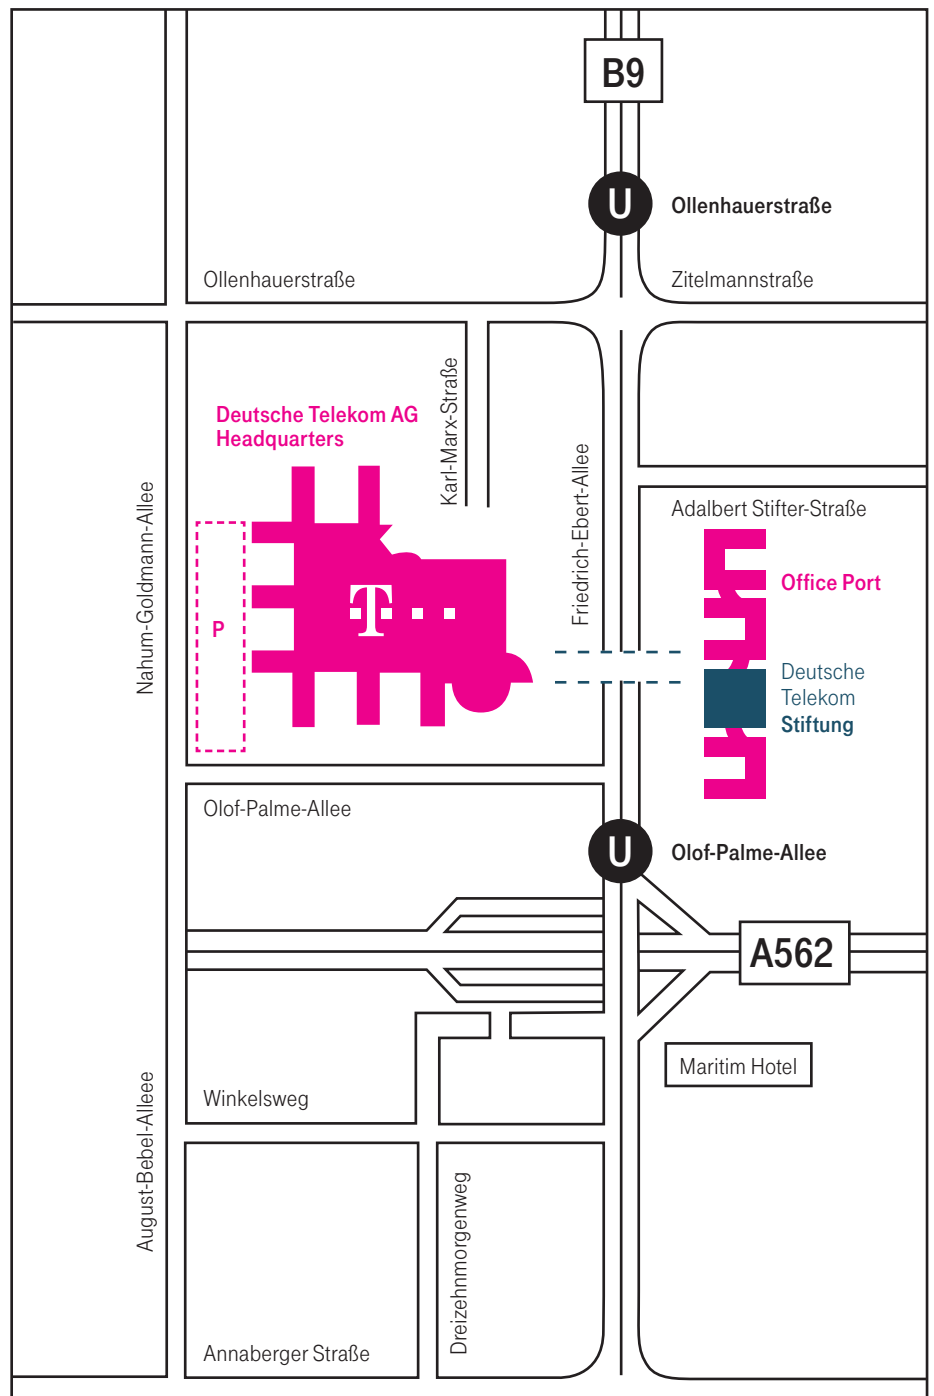 B9
U
Ollenhauerstraße
Ollenhauerstraße
Zitelmannstraße
Karl-Marx-Straße
Deutsche Telekom AG
Headquarters
Friedrich-Ebert-Allee
Nahum-Goldmann-Allee
Adalbert Stifter-Straße
Office Port
T
P
Deutsche
Telekom
Stiftung
Olof-Palme-Allee
U
Olof-Palme-Allee
A562
Maritim Hotel
Winkelsweg
August-Bebel-Alleee
Dreizehnmorgenweg
Annaberger Straße